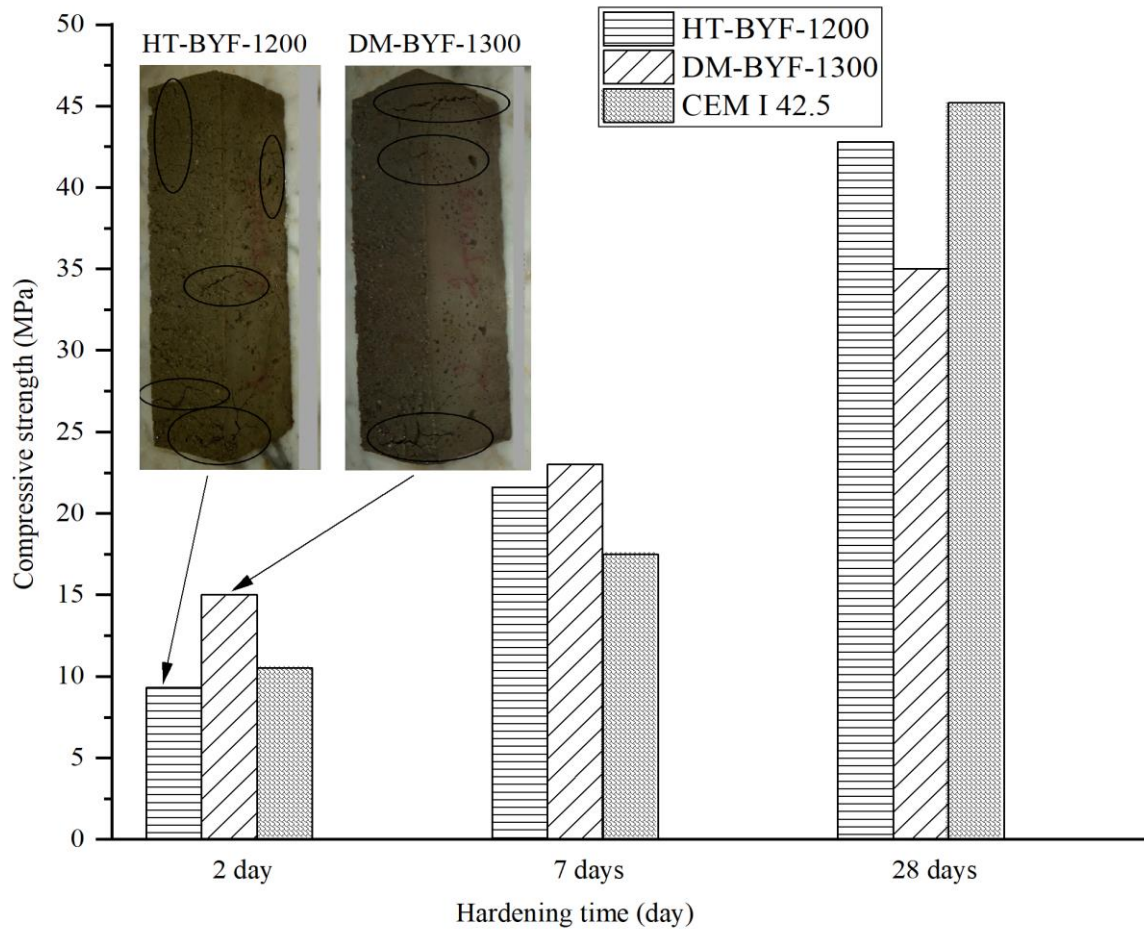 HT-BYF-1200
DM-BYF-1300
HT-BYF-1200
DM-BYF-1300
CEM I 42.5
50
45
40
35
30
25
20
15
10
5
0
Compressive strength (MPa)
2 day
7 days
28 days
Hardening time (day)